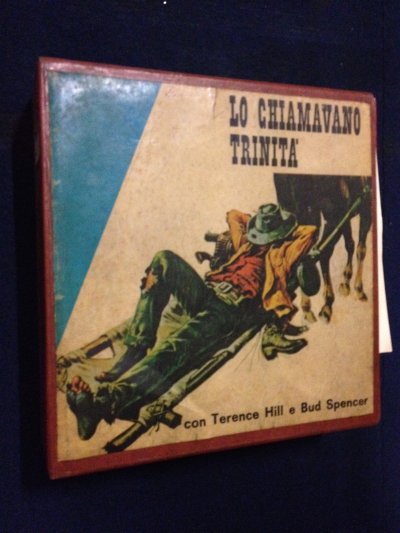 LO CHIAMAVANO
TRINITA'
con Terence Hill e Bud Spencer